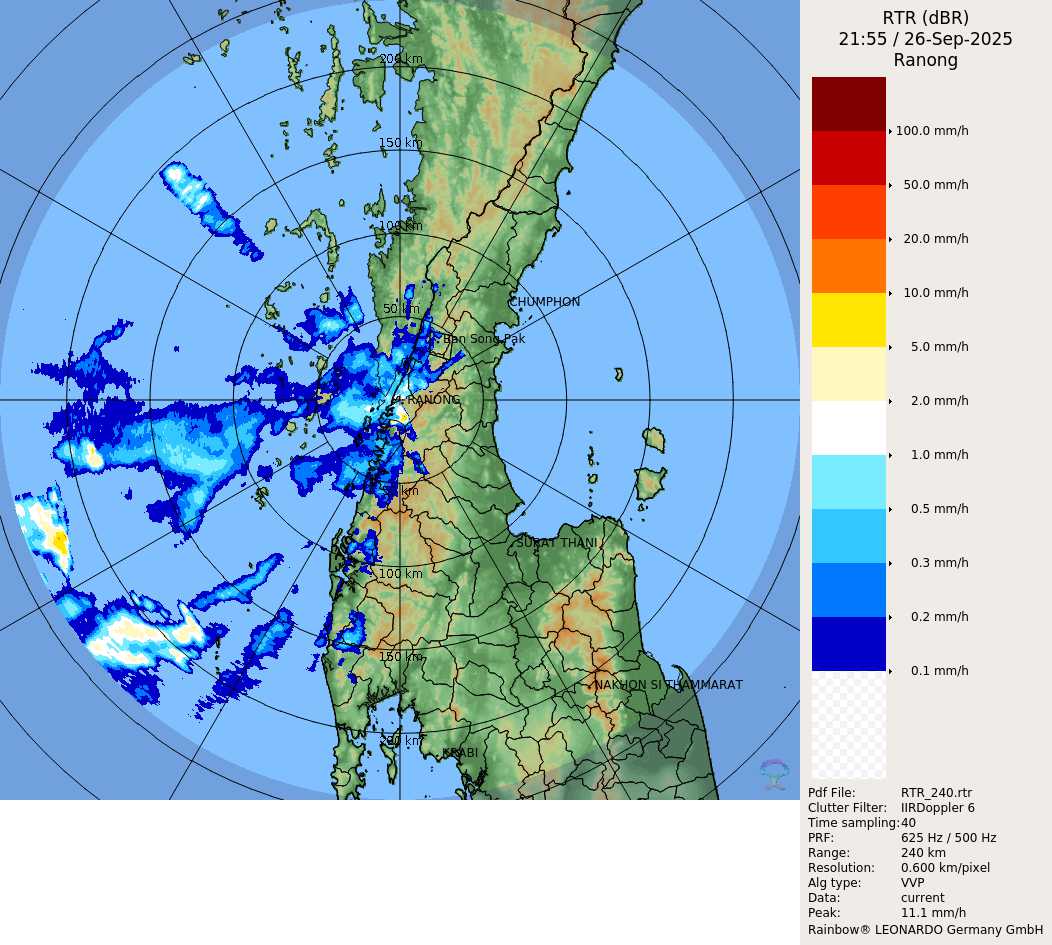 RTR (dBR)
21:55 / 26-Sep-2025
Ranong
100.0 mm/h
50.0 mm/h
20.0 mm/h
10.0 mm/h
5.0 mm/h
2.0 mm/h
1.0 mm/h
0.5 mm/h
0.3 mm/h
0.2 mm/h
0.1 mm/h
200 km
150 km
100 km
CHUMPHON
50 km
Ban Song Pak
RANONG
50 km
SURAT THANI
100 km
150 km
NAKHON SI THAMMARAT
200 km
KRABI
Pdf File: RTR_240.rtr
Clutter Filter: IIRDoppler 6
Time sampling: 40
PRF: 625 Hz / 500 Hz
Range: 240 km
Resolution: 0.600 km/pixel
Alg type: VVP
Data: current
Peak: 11.1 mm/h
Rainbow® LEONARDO Germany GmbH